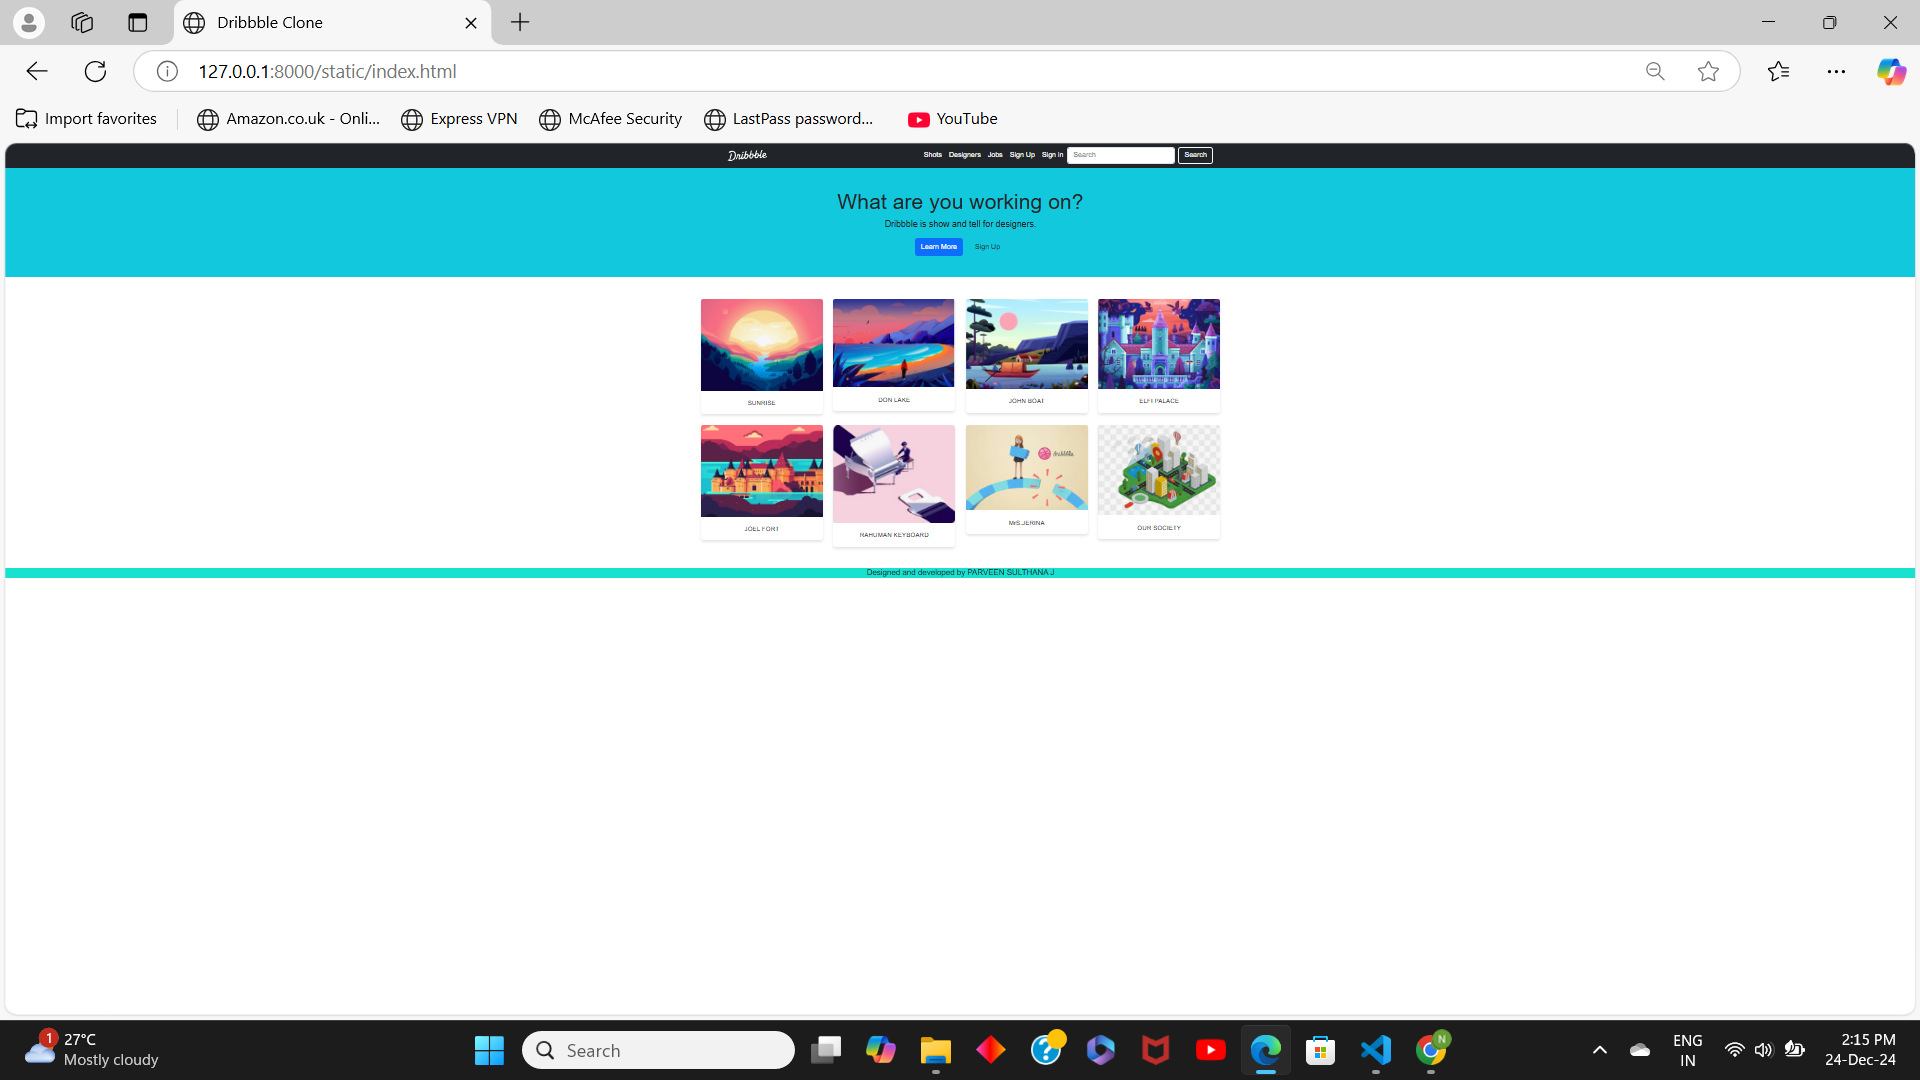 Dribbble Clone
127.0.0.1:8000/static/index.html
Import favorites
Amazon.co.uk - Onli...
Express VPN
McAfee Security
LastPass password...
YouTube
Dribbble
Shots Designers Jobs Sign Up Sign in Search Search
What are you working on?
Dribbble is show and tell for designers.
Learn More Sign Up
SUNRISE
DON LAKE
JOHN BOAT
ELFI PALACE
dribbble
JOEL FORT
RAHUMAN KEYBOARD
MrS.JERINA
OUR SOCIETY
Designed and developed by PARVEEN SULTHANA J
1
27°C
Mostly cloudy
Search
N
ENG
IN
2:15 PM
24-Dec-24